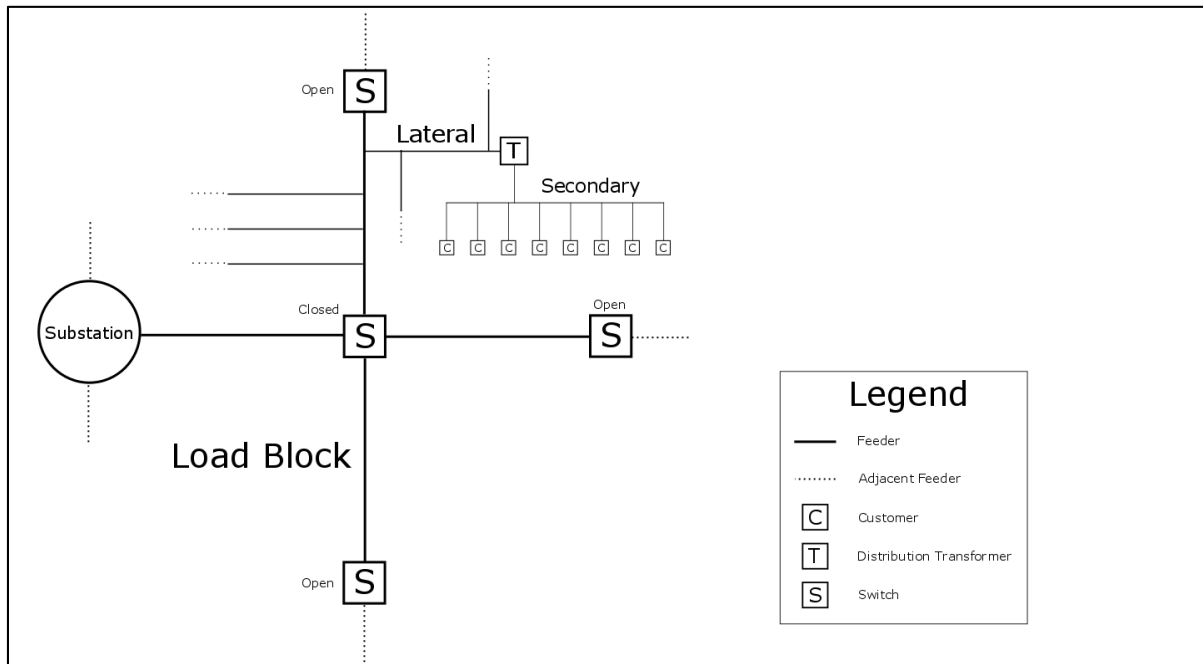 Open
S
Lateral
T
Secondary
C C C C C C C C
Closed
Open
Substation
S
S
Load Block
Open
S
Legend
Feeder
Adjacent Feeder
C Customer
T Distribution Transformer
S Switch